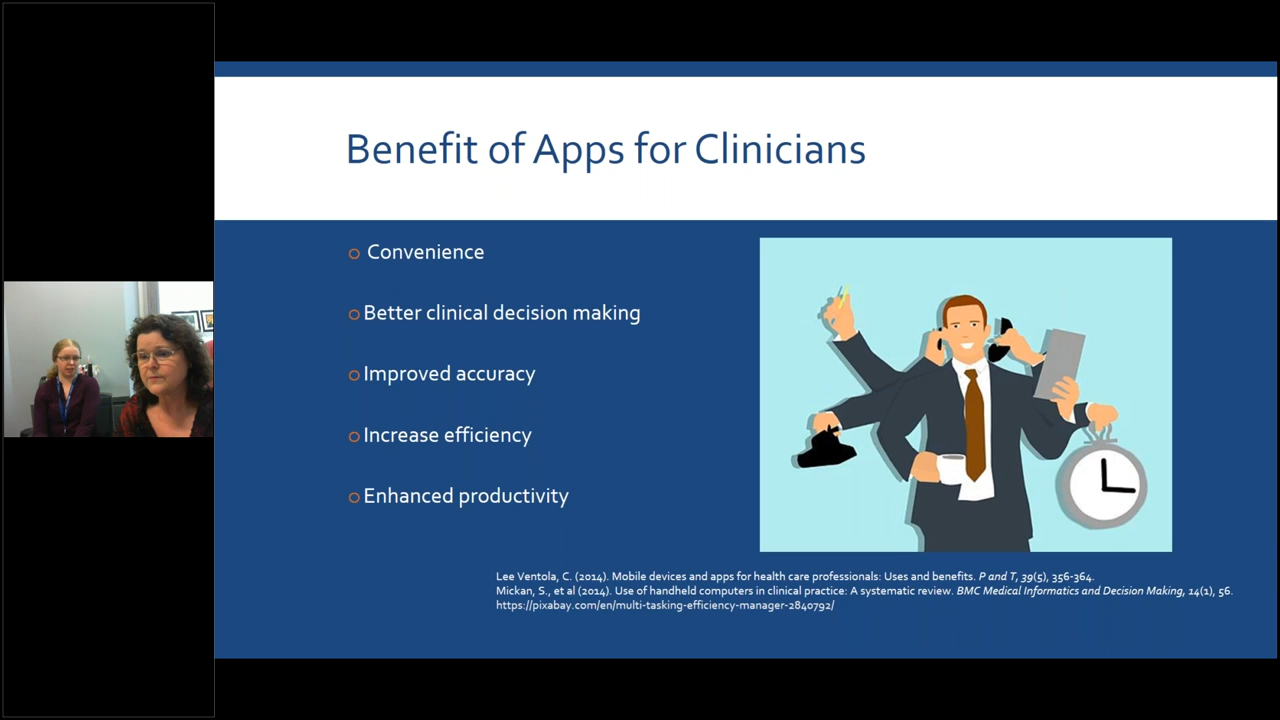 Benefit of Apps for Clinicians
Convenience
Better clinical decision making
Improved accuracy
Increase efficiency
Enhanced productivity
Lee Ventola, C. (2014). Mobile devices and apps for health care professionals: Uses and benefits. P and T, 39(5), 356-364.
Mickan, S., et al (2014). Use of handheld computers in clinical practice: A systematic review. BMC Medical Informatics and Decision Making, 14(1), 56.
https://pixabay.com/en/multi-tasking-efficiency-manager-2840792/